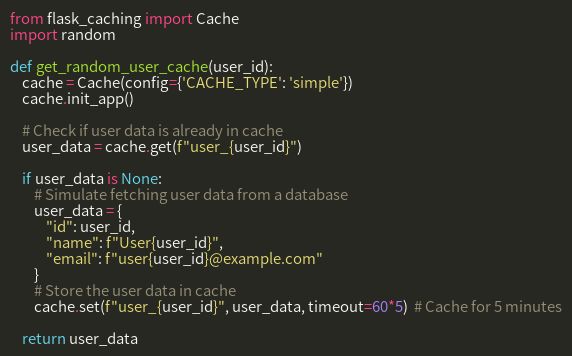 from flask_caching import Cache
import random

def get_random_user_cache(user_id):
    cache = Cache(config={'CACHE_TYPE': 'simple'})
    cache.init_app()

    # Check if user data is already in cache
    user_data = cache.get(f"user_{user_id}")

    if user_data is None:
        # Simulate fetching user data from a database
        user_data = {
            "id": user_id,
            "name": f"User{user_id}",
            "email": f"user{user_id}@example.com"
        }
        # Store the user data in cache
        cache.set(f"user_{user_id}", user_data, timeout=60*5)  # Cache for 5 minutes

    return user_data